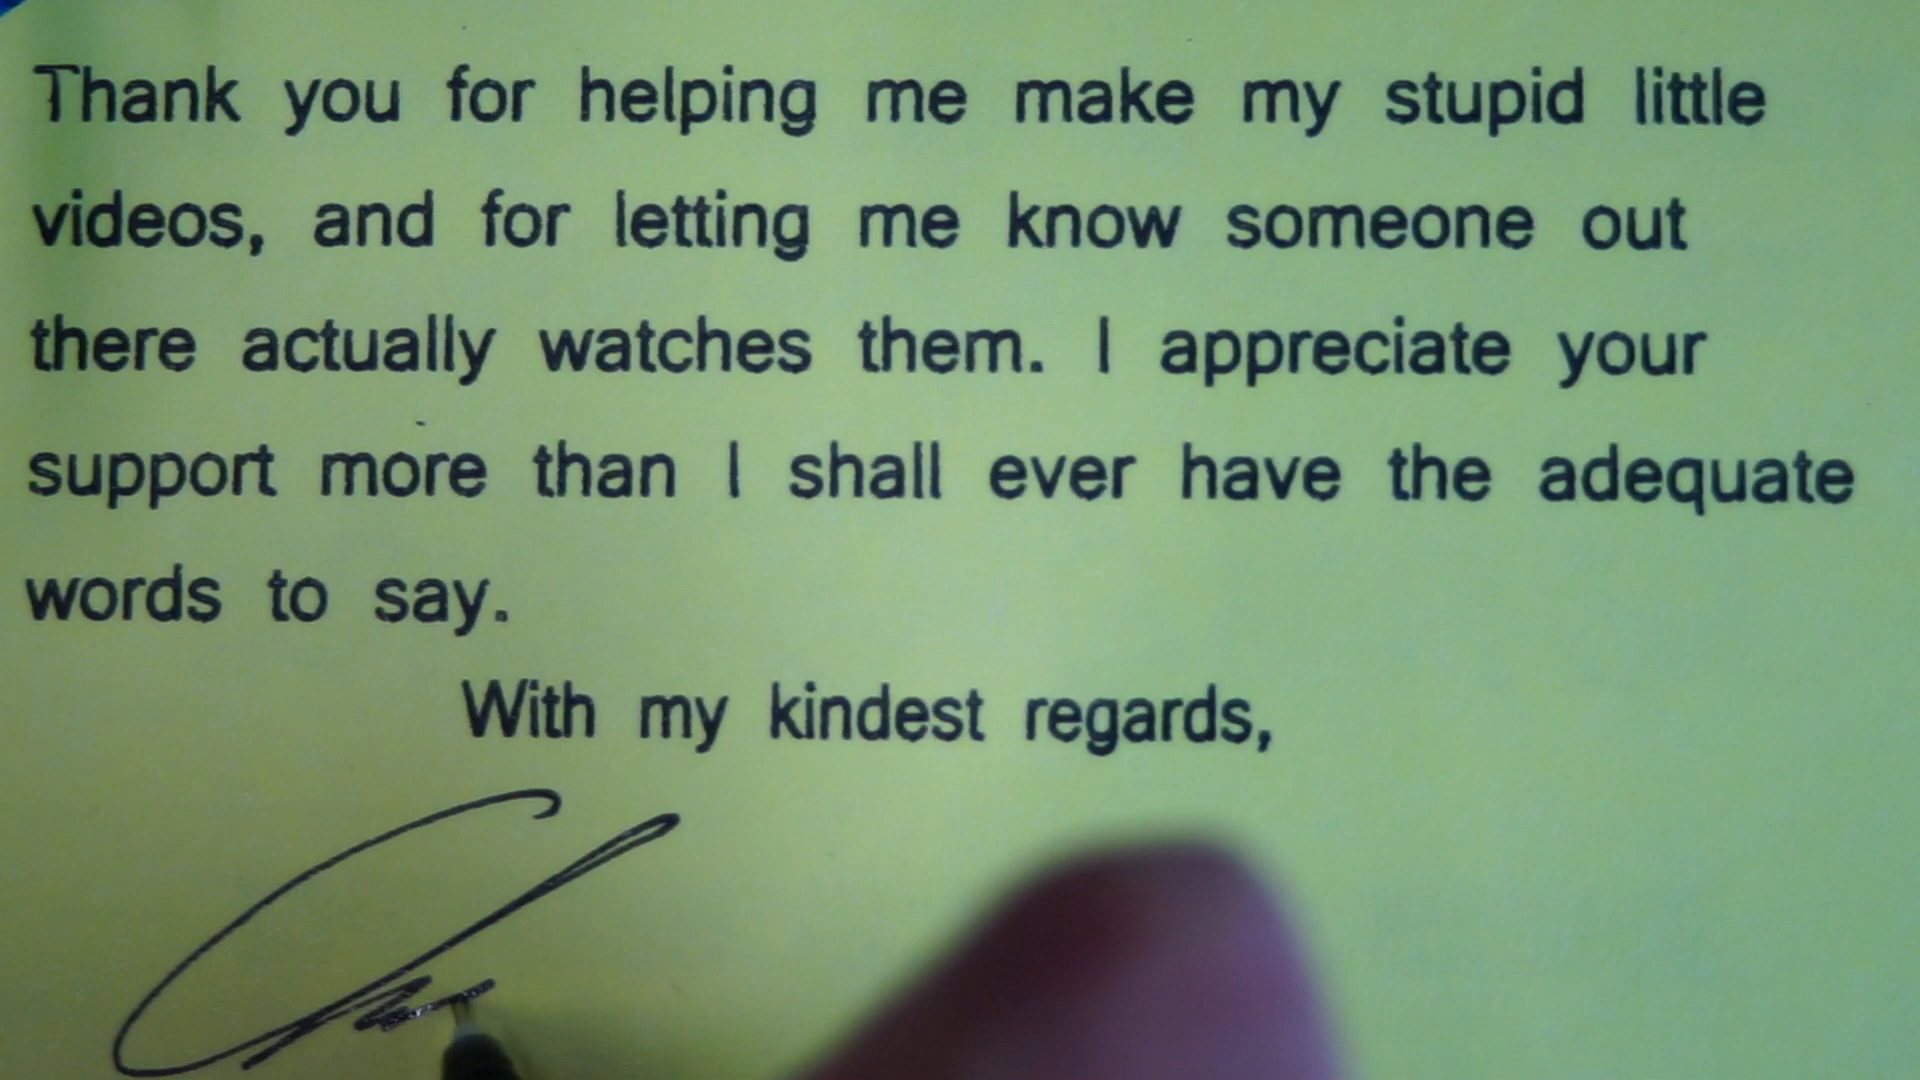 Thank you for helping me make my stupid little
videos, and for letting me know someone out
there actually watches them. I appreciate your
support more than I shall ever have the adequate
words to say.
With my kindest regards,